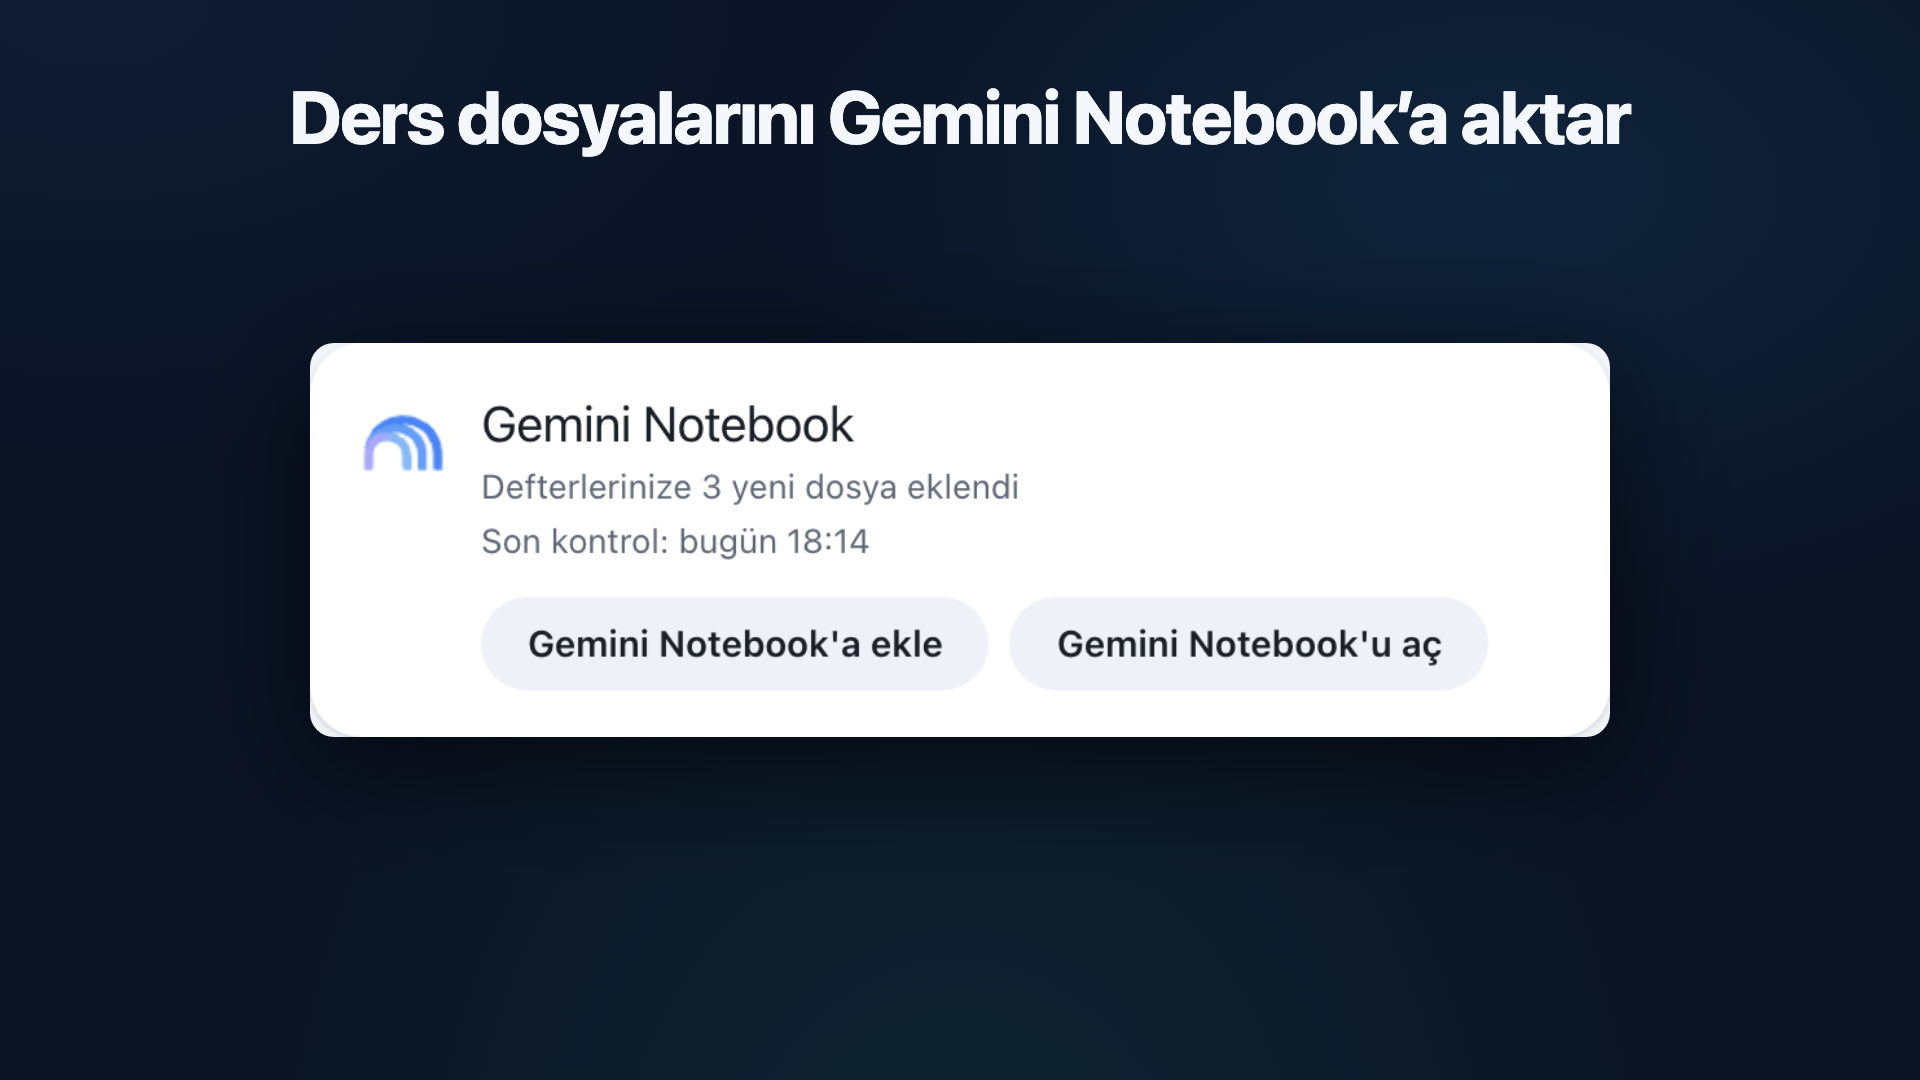 Ders dosyalarını Gemini Notebook’a aktar
Gemini Notebook
Defterlerinize 3 yeni dosya eklendi
Son kontrol: bugün 18:14
Gemini Notebook'a ekle
Gemini Notebook'u aç